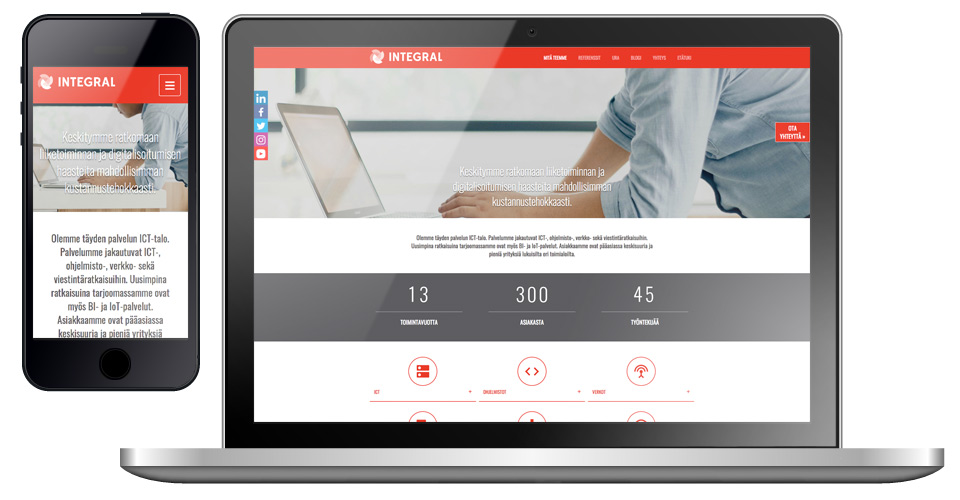 INTEGRAL
Keskitymme ratkomaan
liiketoiminnan ja digitalisoitumisen
haasteita mahdollisimman
kustannustehokkaasti.
Olemme täyden palvelun ICT-talo.
Palvelumme jakautuvat ICT-,
ohjelmisto-, verkko- sekä
viestintäratkaisuihin. Uusimpina
ratkaisuina tarjoomassamme ovat
myös BI- ja IoT-palvelut.
Asiakkaamme ovat pääasiassa
keskisuuria ja pieniä yrityksiä
INTEGRAL
MITÄ TEEMME REFERENSSIT URA BLOGI YHTEYS ETÄTUKI
OTA
YHTEYTTÄ »
Keskitymme ratkomaan liiketoiminnan ja
digitalisoitumisen haasteita mahdollisimman
kustannustehokkaasti.
Olemme täyden palvelun ICT-talo. Palvelumme jakautuvat ICT-, ohjelmisto-, verkko- sekä viestintäratkaisuihin.
Uusimpina ratkaisuina tarjoomassamme ovat myös BI- ja IoT-palvelut. Asiakkaamme ovat pääasiassa keskisuuria ja
pieniä yrityksiä lukuisilta eri toimialoilta.
13 300 45
TOIMINTAVUOTTA ASIAKASTA TYÖNTEKIJÄÄ
ICT + OHJELMISTOT + VERKOT +